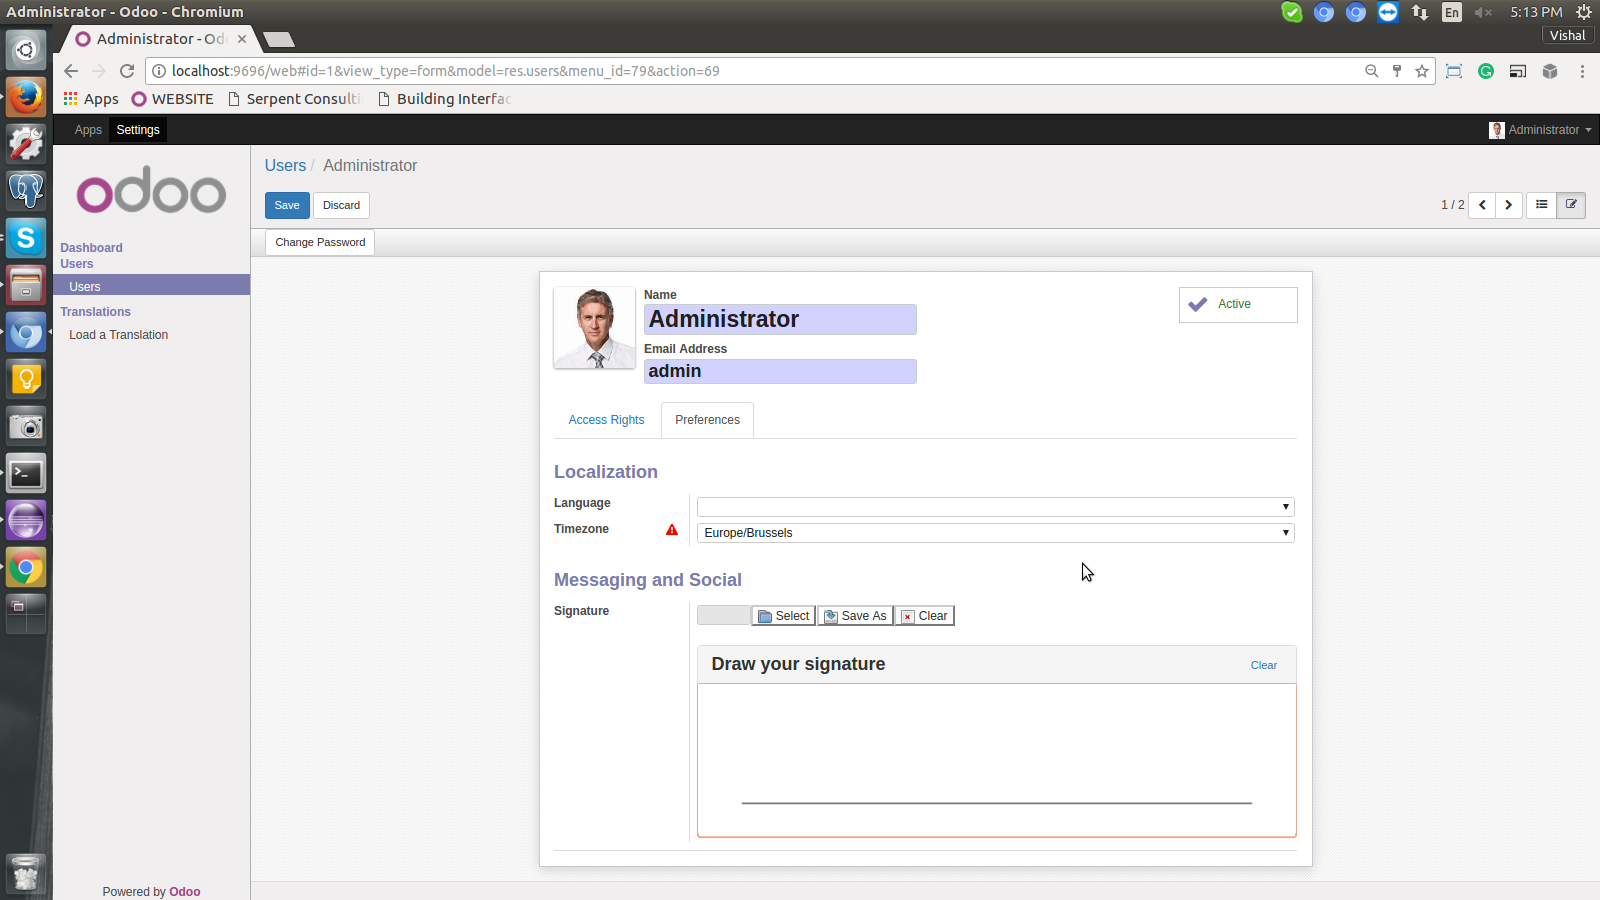 Administrator - Odoo - Chromium
En
5:13 PM
Administrator - Od
Vishal
localhost:9696/web#id=1&view_type=form&model=res.users&menu_id=79&action=69
Apps
WEBSITE
Serpent Consulti
Building Interfac
Apps
Settings
Administrator
odoo
Users / Administrator
Save
Discard
1 / 2
Change Password
Dashboard
Users
Users
Translations
Load a Translation
Name
Administrator
Active
Email Address
admin
Access Rights
Preferences
Localization
Language
Timezone
Europe/Brussels
Messaging and Social
Signature
Select
Save As
Clear
Draw your signature
Clear
Powered by Odoo